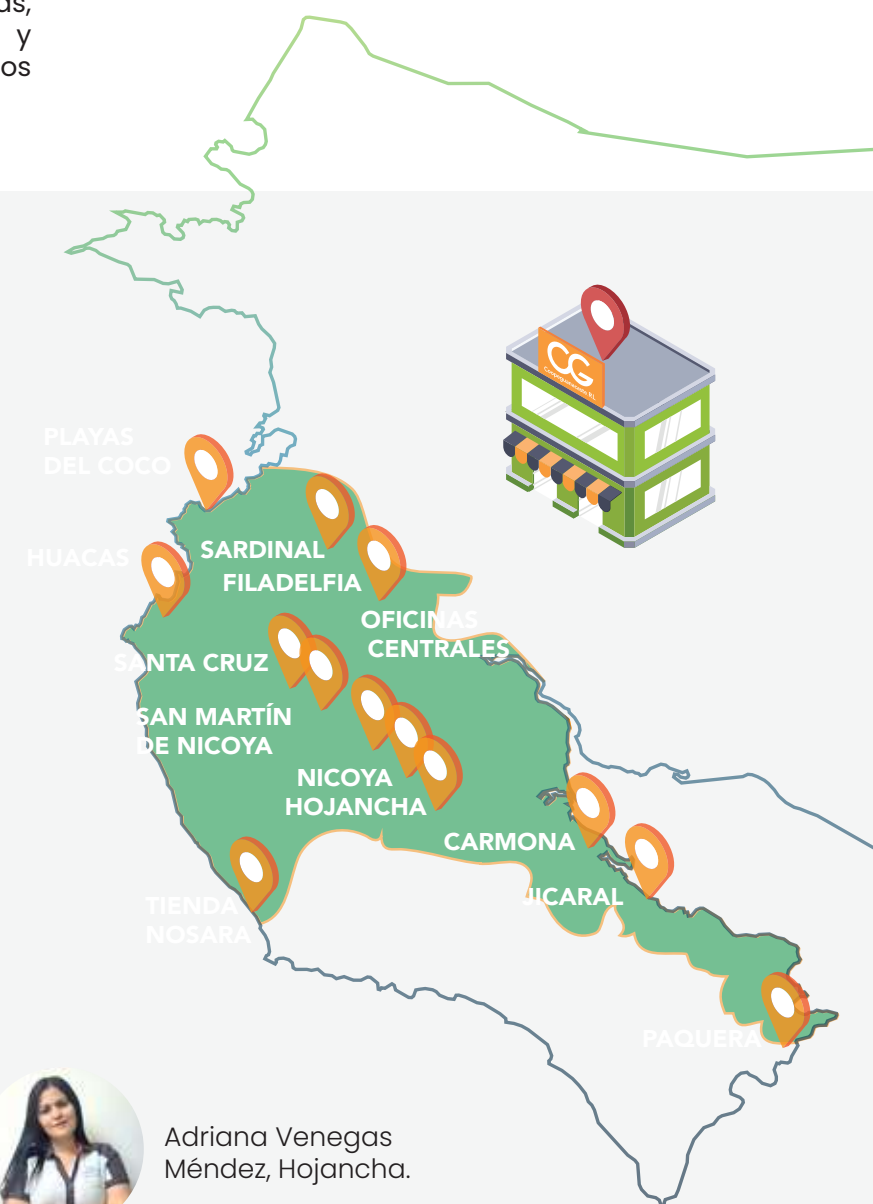 as,
y
os
CG
Coopeguanacaste R.L.
PLAYAS
DEL COCO
HUACAS
SARDINAL
FILADELFIA
OFICINAS
CENTRALES
SANTA CRUZ
SAN MARTÍN
DE NICOYA
NICOYA
HOJANCHA
CARMONA
JICARAL
TIENDA
NOSARA
PAQUERA
Adriana Venegas
Méndez, Hojancha.